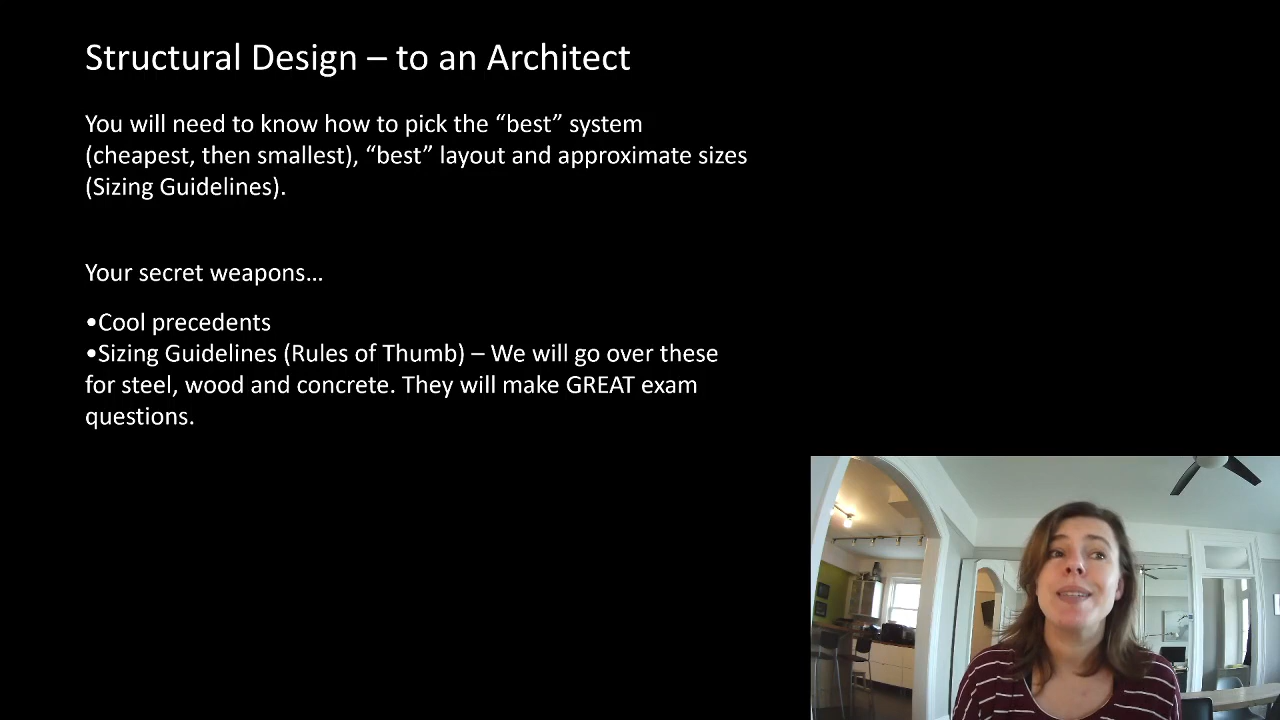 Structural Design – to an Architect
You will need to know how to pick the “best” system
(cheapest, then smallest), “best” layout and approximate sizes
(Sizing Guidelines).
Your secret weapons…
•Cool precedents
•Sizing Guidelines (Rules of Thumb) – We will go over these
for steel, wood and concrete. They will make GREAT exam
questions.